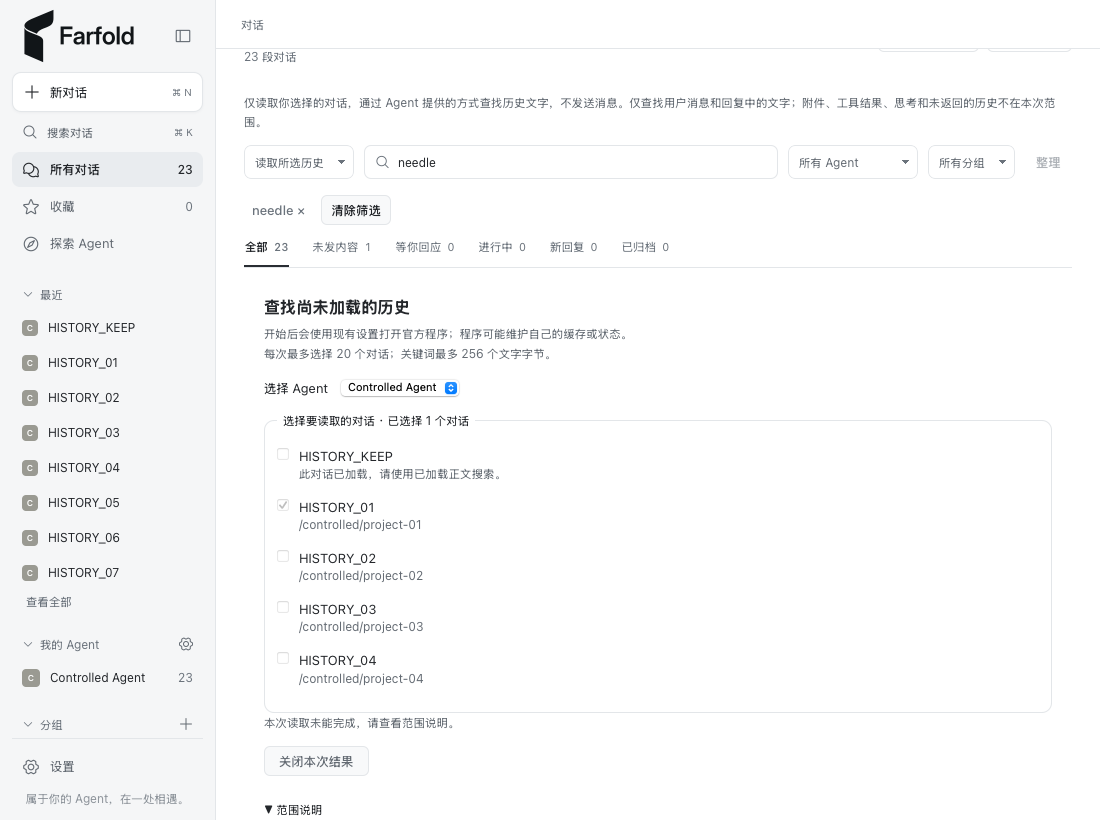 Farfold
新对话 ⌘ N
搜索对话 ⌘ K
所有对话 23
收藏 0
探索 Agent
最近
C HISTORY_KEEP
C HISTORY_01
C HISTORY_02
C HISTORY_03
C HISTORY_04
C HISTORY_05
C HISTORY_06
C HISTORY_07
查看全部
我的 Agent
C Controlled Agent 23
分组
设置
属于你的 Agent，在一处相遇。
对话
23 段对话
仅读取你选择的对话，通过 Agent 提供的方式查找历史文字，不发送消息。仅查找用户消息和回复中的文字；附件、工具结果、思考和未返回的历史不在本次范
围。
读取所选历史 needle 所有 Agent 所有分组 整理
needle × 清除筛选
全部 23 未发内容 1 等你回应 0 进行中 0 新回复 0 已归档 0
查找尚未加载的历史
开始后会使用现有设置打开官方程序；程序可能维护自己的缓存或状态。
每次最多选择 20 个对话；关键词最多 256 个文字字节。
选择 Agent Controlled Agent
选择要读取的对话 · 已选择 1 个对话
HISTORY_KEEP
此对话已加载，请使用已加载正文搜索。
HISTORY_01
/controlled/project-01
HISTORY_02
/controlled/project-02
HISTORY_03
/controlled/project-03
HISTORY_04
/controlled/project-04
本次读取未能完成，请查看范围说明。
关闭本次结果
▼ 范围说明